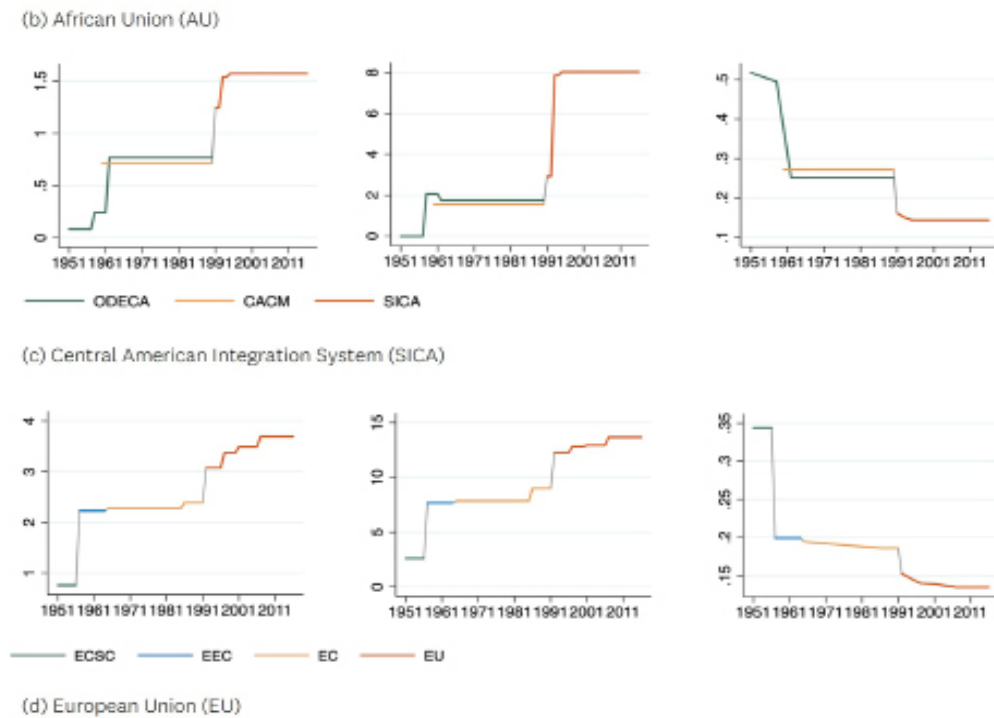 (b) African Union (AU)
1.5
1
.5
0
1951 1961 1971 1981 1991 2001 2011
8
6
4
2
0
1951 1961 1971 1981 1991 2001 2011
.5
.4
.3
.2
.1
1951 1961 1971 1981 1991 2001 2011
ODECA CACM SICA
(c) Central American Integration System (SICA)
4
3
2
1
1951 1961 1971 1981 1991 2001 2011
15
10
5
0
1951 1961 1971 1981 1991 2001 2011
.35
.3
.25
.2
.15
1951 1961 1971 1981 1991 2001 2011
ECSC EEC EC EU
(d) European Union (EU)